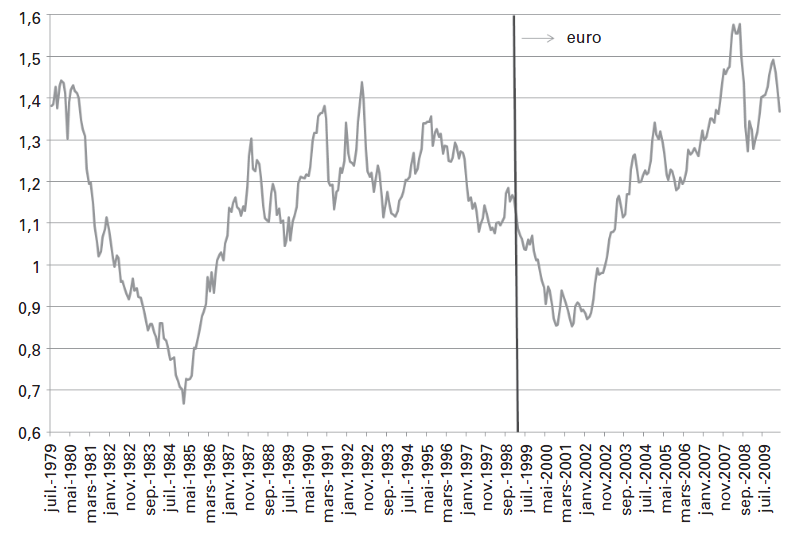 1,6
1,5
1,4
1,3
1,2
1,1
1
0,9
0,8
0,7
0,6
euro
juil.-1979
mai-1980
mars-1981
janv.1982
nov.1982
sep.-1983
juil.-1984
mai-1985
mars-1986
janv.1987
nov.1987
sep.-1988
juil.-1989
mai-1990
mars-1991
janv.1992
nov.1992
sep.-1993
juil.-1994
mai-1995
mars-1996
janv.1997
nov.1997
sep.-1998
juil.-1999
mai-2000
mars-2001
janv.2002
nov.2002
sep.-2003
juil.-2004
mai-2005
mars-2006
janv.2007
nov.2007
sep.-2008
juil.-2009